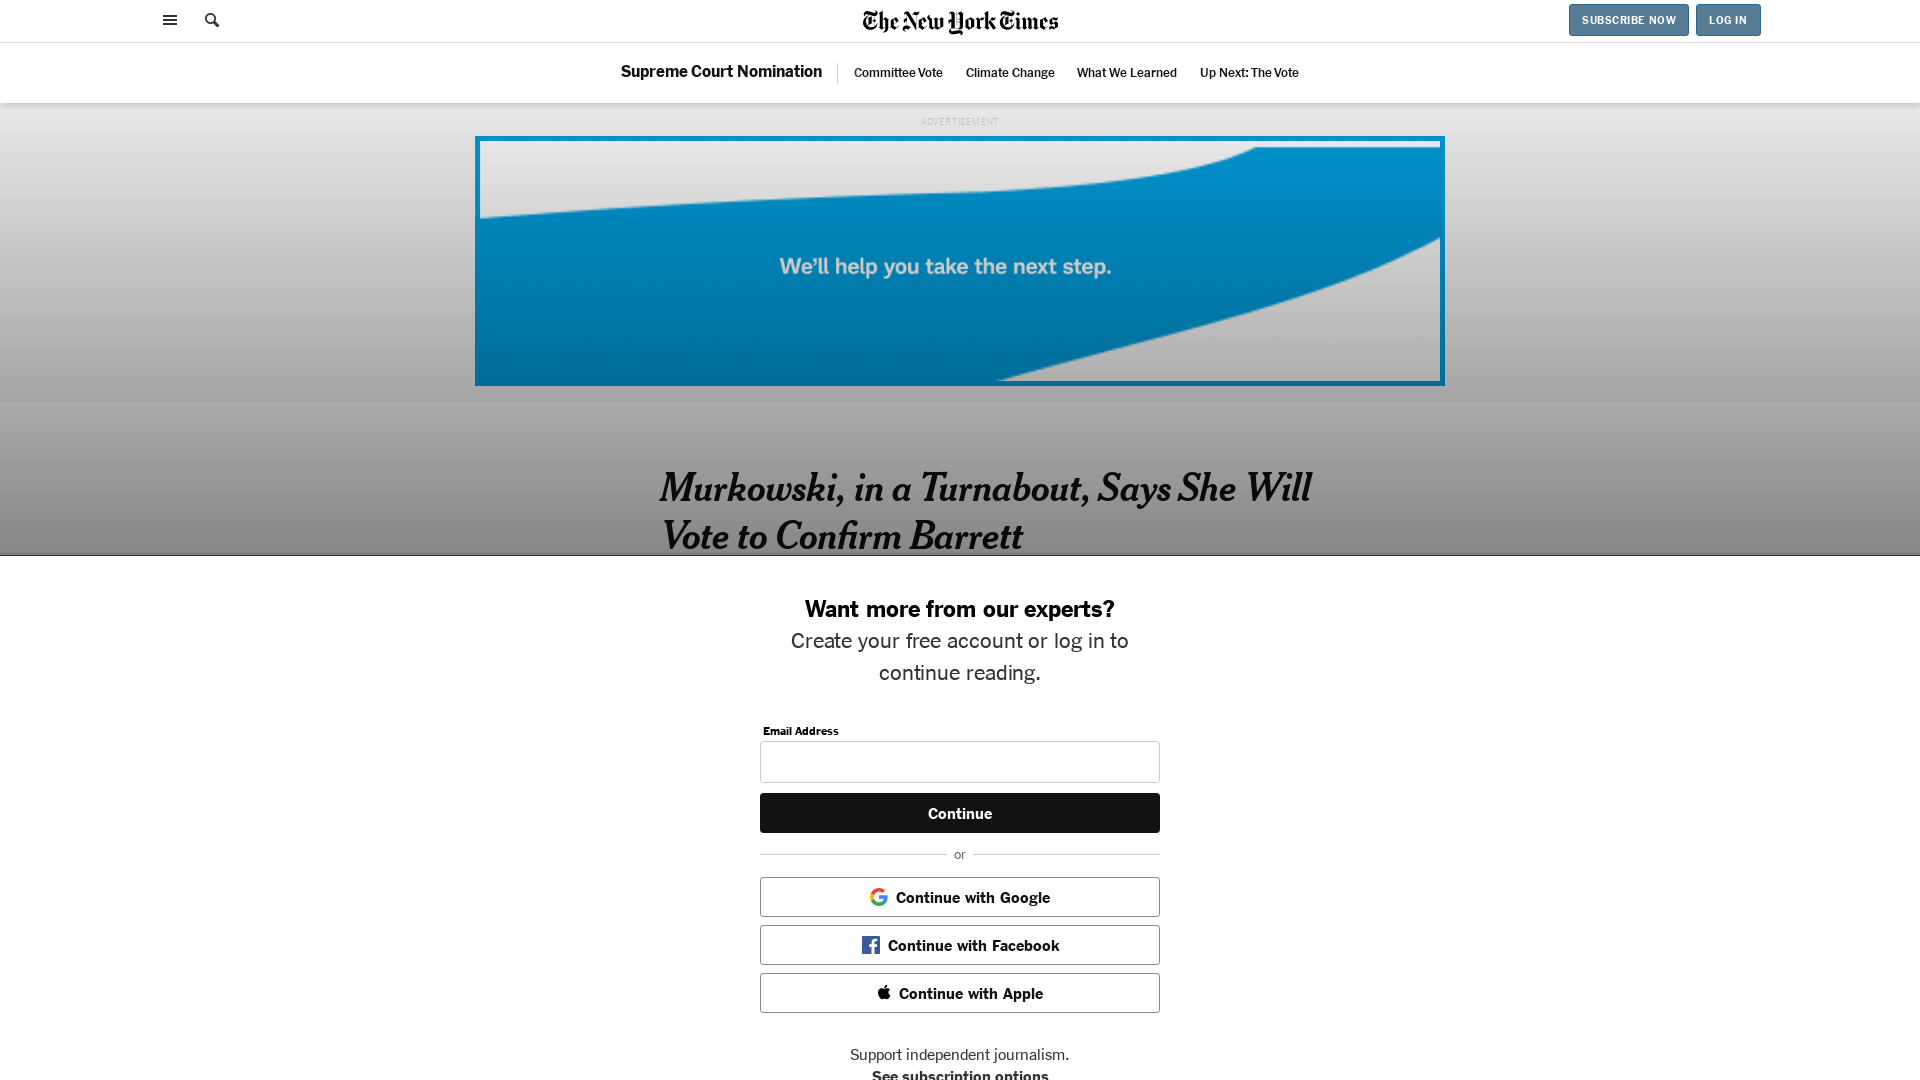 The New York Times
SUBSCRIBE NOW
LOG IN
Supreme Court Nomination
Committee Vote
Climate Change
What We Learned
Up Next: The Vote
ADVERTISEMENT
We'll help you take the next step.
Murkowski, in a Turnabout, Says She Will
Vote to Confirm Barrett
Want more from our experts?
Create your free account or log in to
continue reading.
Email Address
Continue
or
Continue with Google
Continue with Facebook
Continue with Apple
Support independent journalism.
See subscription options